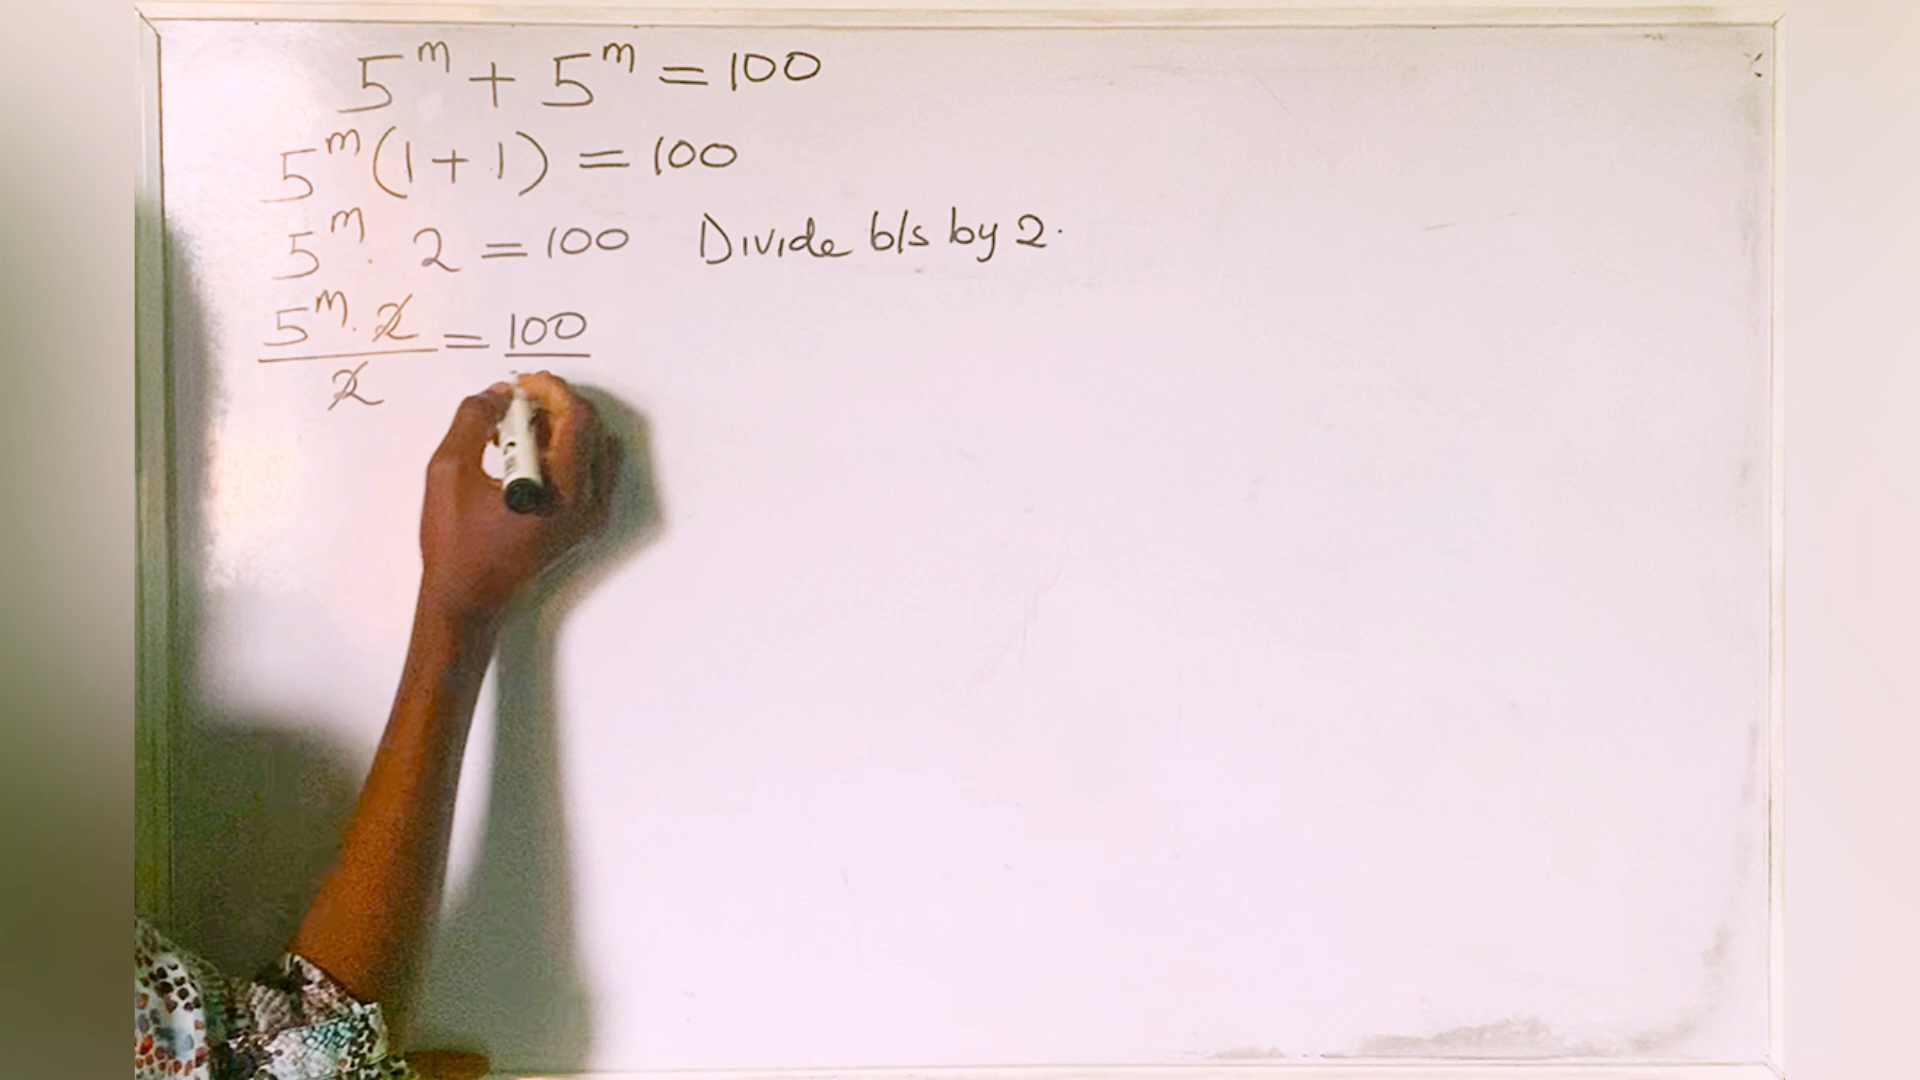 5^m + 5^m = 100
5^m (1 + 1) = 100
5^m . 2 = 100 Divide b/s by 2.
5^m . 2 / 2 = 100